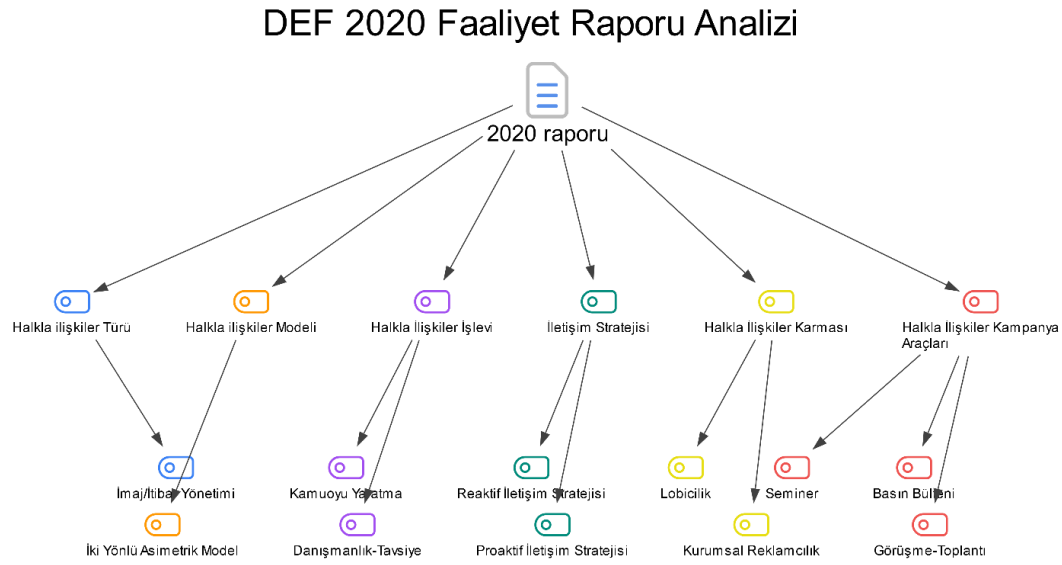 DEF 2020 Faaliyet Raporu Analizi
2020 raporu
Halkla ilişkiler Türü
Halkla ilişkiler Modeli
Halkla İlişkiler İşlevi
İletişim Stratejisi
Halkla İlişkiler Karması
Halkla İlişkiler Kampanya
Araçları
İmaj/İtibar Yönetimi
Kamuoyu Yaratma
Reaktif İletişim Stratejisi
Lobicilik
Seminer
Basın Bülteni
İki Yönlü Asimetrik Model
Danışmanlık-Tavsiye
Proaktif İletişim Stratejisi
Kurumsal Reklamcılık
Görüşme-Toplantı